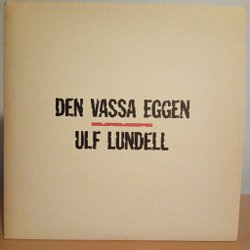 DEN VASSA EGGEN
ULF LUNDELL